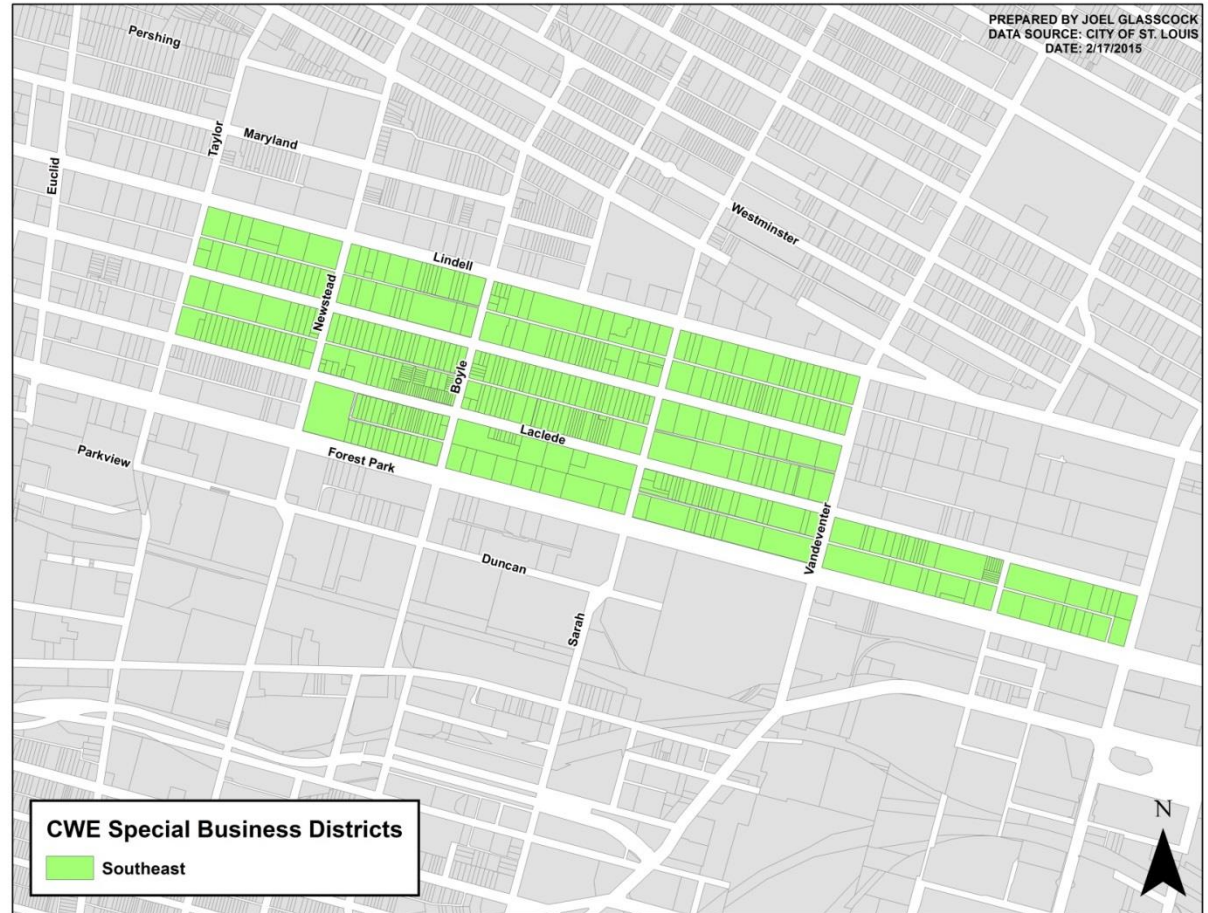 PREPARED BY JOEL GLASSCOCK
DATA SOURCE: CITY OF ST. LOUIS
DATE: 2/17/2015
Pershing
Taylor
Maryland
Euclid
Westminster
Lindell
Newstead
Boyle
Laclede
Forest Park
Parkview
Vandeventer
Duncan
Sarah
CWE Special Business Districts
Southeast
N